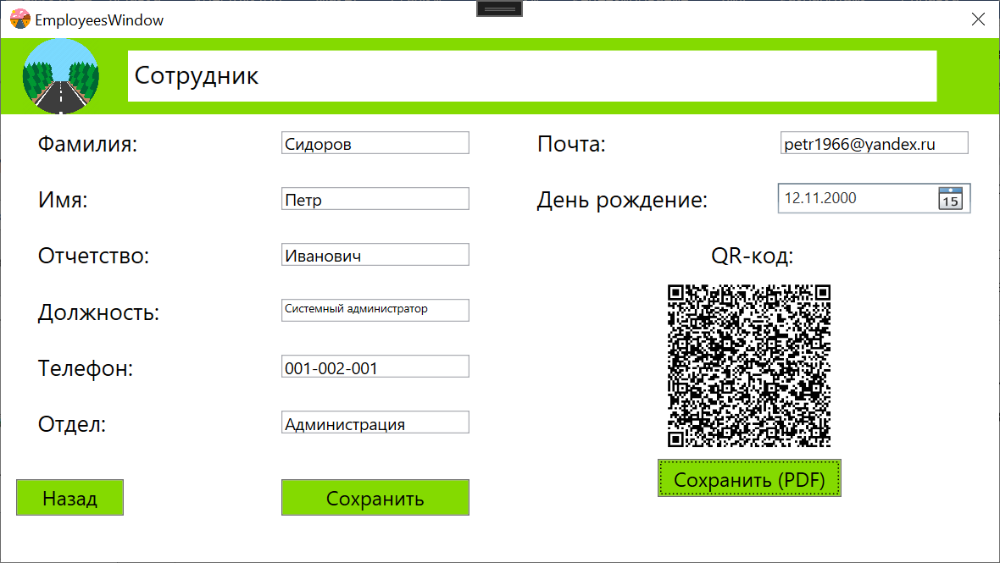 EmployeesWindow
Сотрудник
Фамилия: Сидоров
Имя: Петр
Отчетство: Иванович
Должность: Системный администратор
Телефон: 001-002-001
Отдел: Администрация
Назад
Сохранить
Почта: petr1966@yandex.ru
День рождение: 12.11.2000
15
QR-код:
Сохранить (PDF)